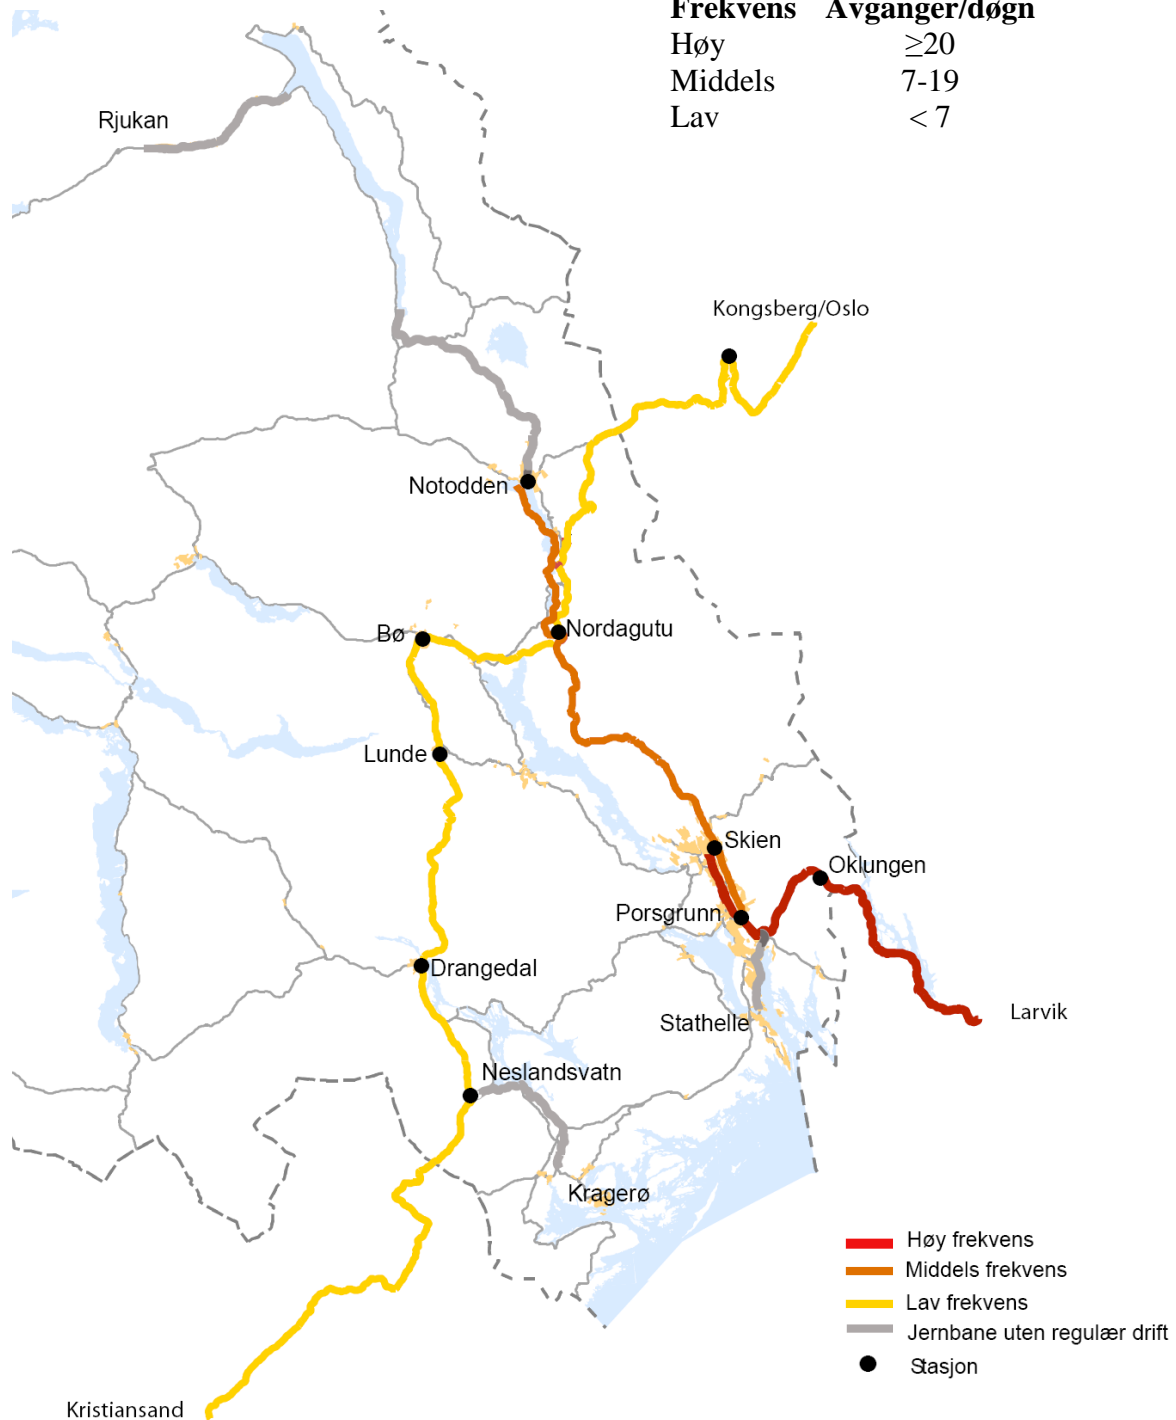 Frekvens Avganger/døgn
Høy ≥20
Middels 7-19
Lav < 7
Rjukan
Kongsberg/Oslo
Notodden
Nordagutu
Bø
Lunde
Skien
Oklungen
Porsgrunn
Drangedal
Larvik
Stathelle
Neslandsvatn
Kragerø
Høy frekvens
Middels frekvens
Lav frekvens
Jernbane uten regulær drift
Stasjon
Kristiansand